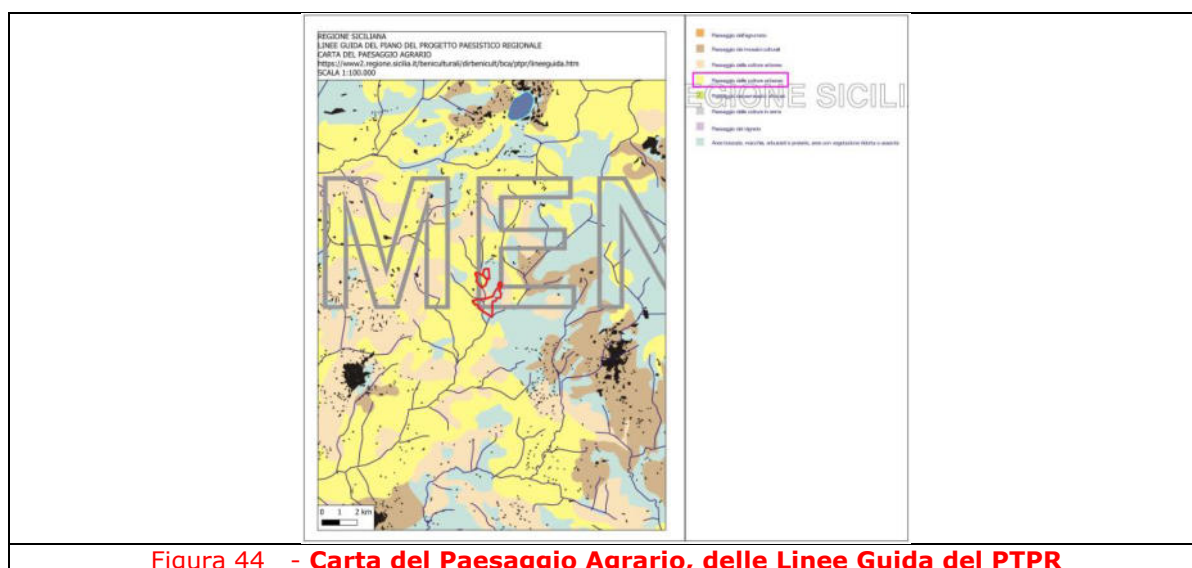 REGIONE SICILIANA
LINEE GUIDA DEL PIANO DEL PROGETTO PAESISTICO REGIONALE
CARTA DEL PAESAGGIO AGRARIO
https://www2.regione.sicilia.it/beniculturali/dirbenicult/bca/ptpr/lineeguida.htm
SCALA 1:100.000
MEN
0 1 2 km
Paesaggio dell'agrumeto
Paesaggio dei mosaici colturali
Paesaggio delle colture arboree
Paesaggio delle colture erbacee
Paesaggio
Paesaggio delle colture in serra
Paesaggio del vigneto
Aree boscate, macchie, arbusteti e praterie, aree con vegetazione ridotta o assente
EGIONE SICILI
Figura 44 - Carta del Paesaggio Agrario, delle Linee Guida del PTPR